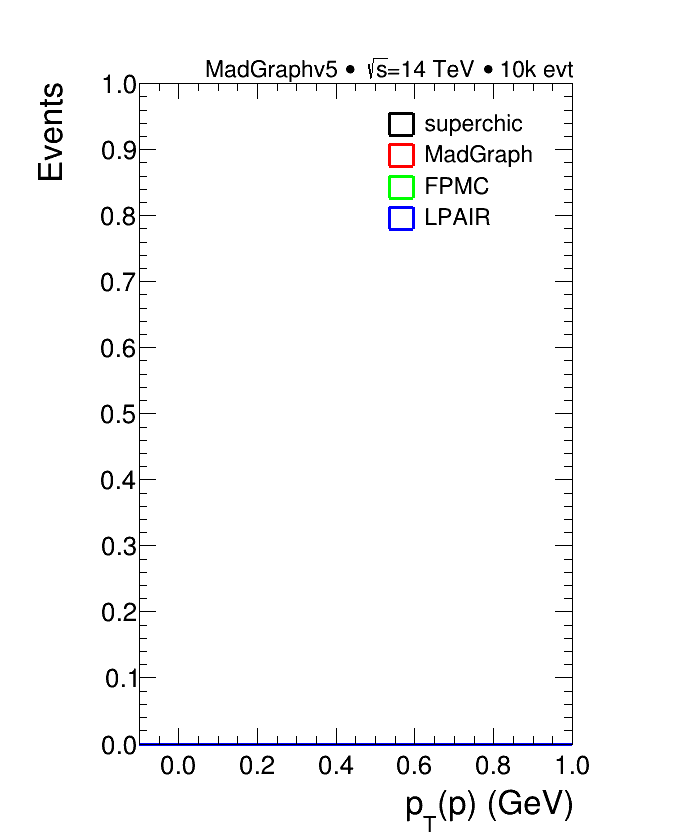 MadGraphv5 • √s=14 TeV • 10k evt
Events
superchic
MadGraph
FPMC
LPAIR
1.0
0.9
0.8
0.7
0.6
0.5
0.4
0.3
0.2
0.1
0.0
0.0 0.2 0.4 0.6 0.8 1.0
p_T(p) (GeV)